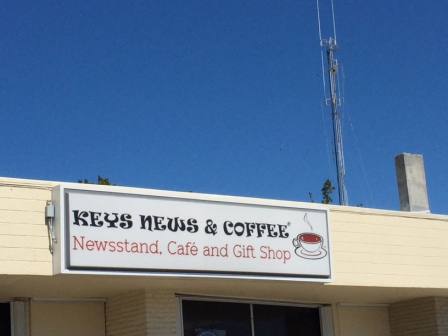 KEYS NEWS & COFFEE
Newsstand, Café and Gift Shop